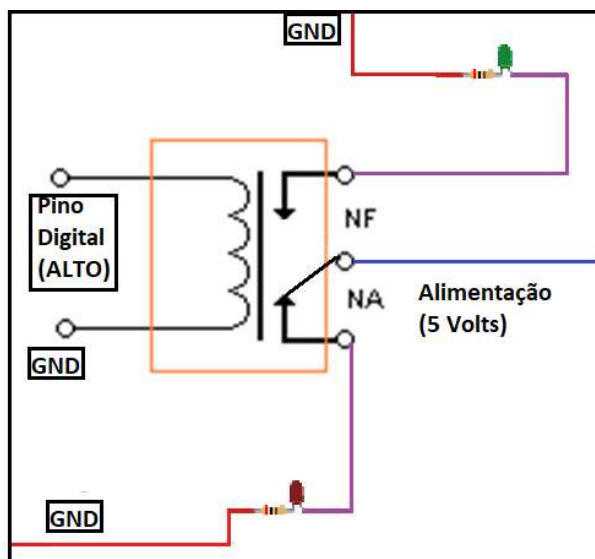 GND
Pino
Digital
(ALTO)
NF
NA
Alimentação
(5 Volts)
GND
GND